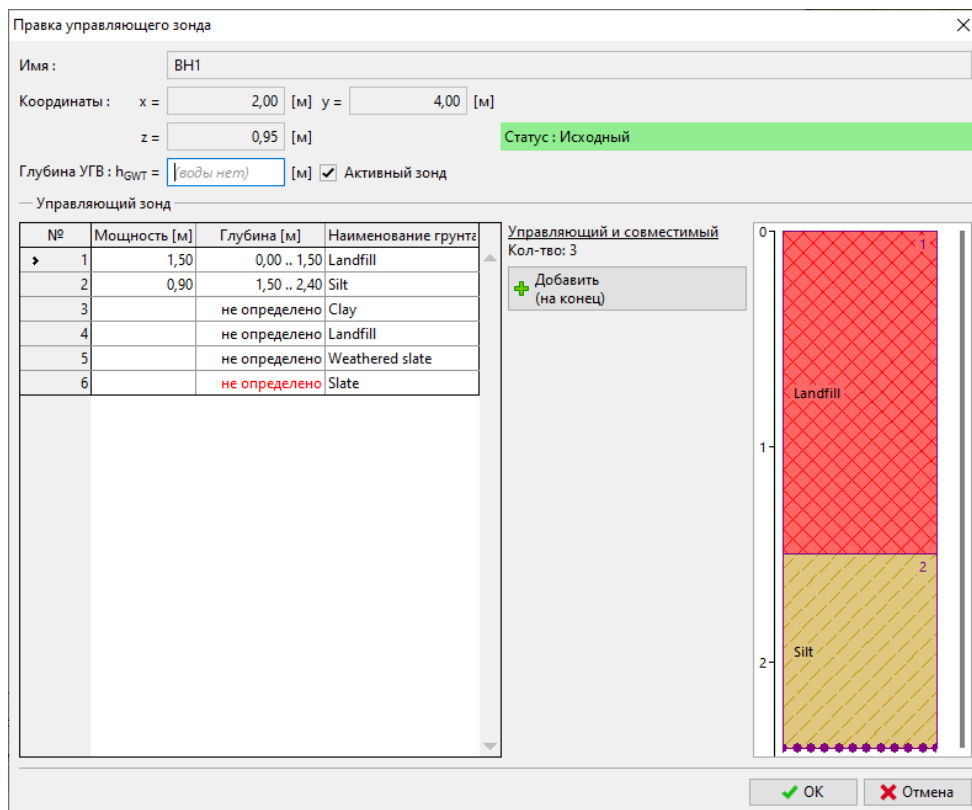 Правка управляющего зонда
Имя :
BH1
Координаты : x = 2,00 [м] y = 4,00 [м]
z = 0,95 [м]
Статус : Исходный
Глубина УГВ : hGWT = (воды нет) [м] Активный зонд
Управляющий зонд
№ Мощность [м] Глубина [м] Наименование грунта
1 1,50 0,00 .. 1,50 Landfill
2 0,90 1,50 .. 2,40 Silt
3 не определено Clay
4 не определено Landfill
5 не определено Weathered slate
6 не определено Slate
Управляющий и совместимый
Кол-тво: 3
Добавить
(на конец)
0
1
Landfill
1
2
Silt
2
OK
Отмена